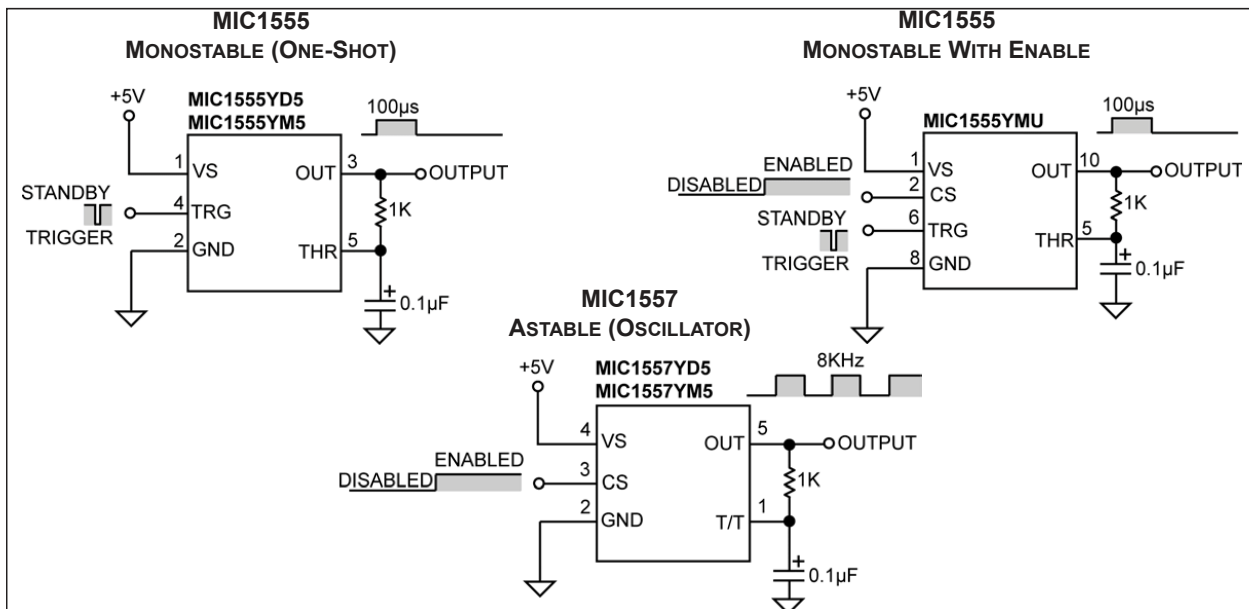 MIC1555
MONOSTABLE (ONE-SHOT)
+5V
MIC1555YD5
MIC1555YM5
100µs
1
VS
OUT
3
OUTPUT
STANDBY
TRIGGER
4
TRG
1K
2
GND
THR
5
+
0.1µF
MIC1555
MONOSTABLE WITH ENABLE
+5V
MIC1555YMU
100µs
1
VS
OUT
10
OUTPUT
DISABLED
ENABLED
2
CS
1K
STANDBY
TRIGGER
6
TRG
THR
5
8
GND
+
0.1µF
MIC1557
ASTABLE (OSCILLATOR)
+5V
MIC1557YD5
MIC1557YM5
8KHz
4
VS
OUT
5
OUTPUT
DISABLED
ENABLED
3
CS
1K
2
GND
T/T
1
+
0.1µF